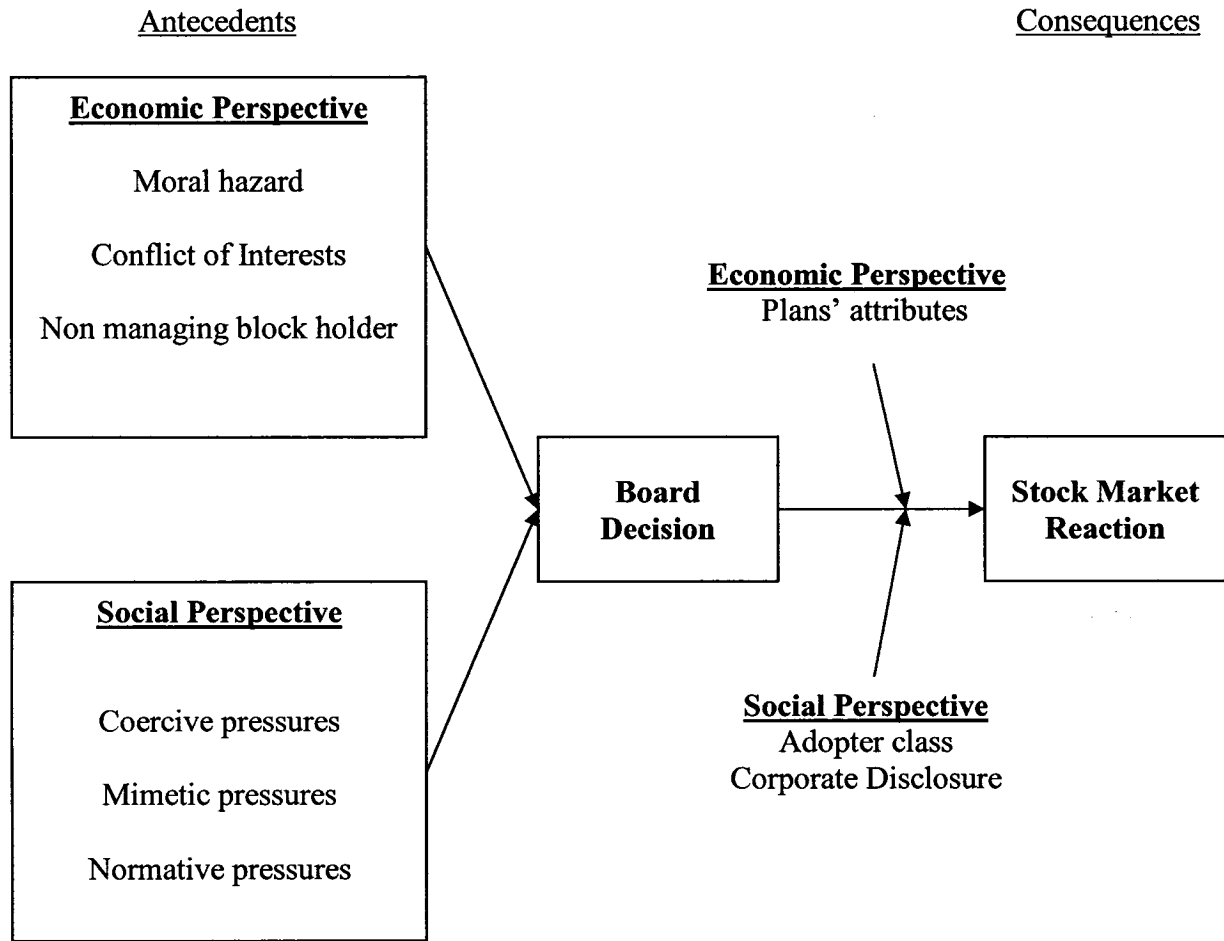 Antecedents
Consequences
Economic Perspective
Moral hazard
Conflict of Interests
Non managing block holder
Economic Perspective
Plans’ attributes
Board
Decision
Stock Market
Reaction
Social Perspective
Coercive pressures
Mimetic pressures
Normative pressures
Social Perspective
Adopter class
Corporate Disclosure